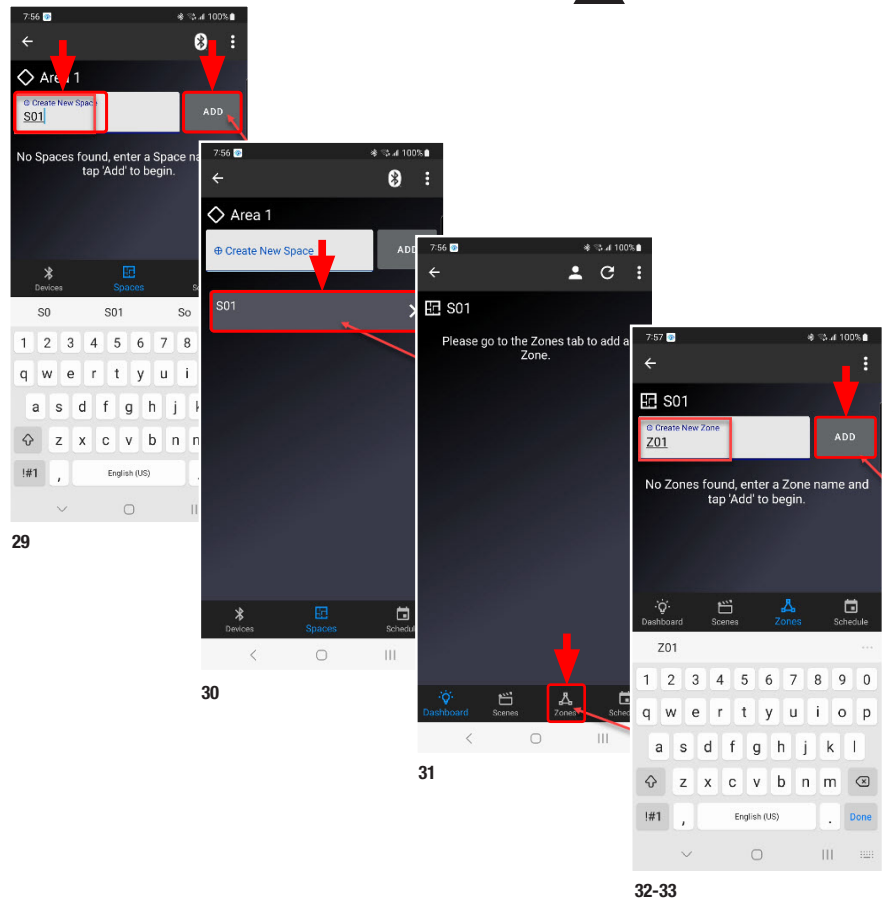 7:56
100%
Area 1
Create New Space
S01
ADD
No Spaces found, enter a Space na
tap 'Add' to begin.
Devices
Spaces
S
S0 S01 So
1 2 3 4 5 6 7 8
q w e r t y u i
a s d f g h j
z x c v b n
!#1 , English (US)
29
7:56
100%
Area 1
Create New Space
ADD
S01
Devices
Spaces
Schedul
30
7:56
100%
S01
Please go to the Zones tab to add a
Zone.
Dashboard
Scenes
Zones
Sched
31
7:57
100%
S01
Create New Zone
Z01
ADD
No Zones found, enter a Zone name and
tap 'Add' to begin.
Dashboard
Scenes
Zones
Schedule
Z01 ...
1 2 3 4 5 6 7 8 9 0
q w e r t y u i o p
a s d f g h j k l
z x c v b n m
!#1 , English (US) . Done
32-33